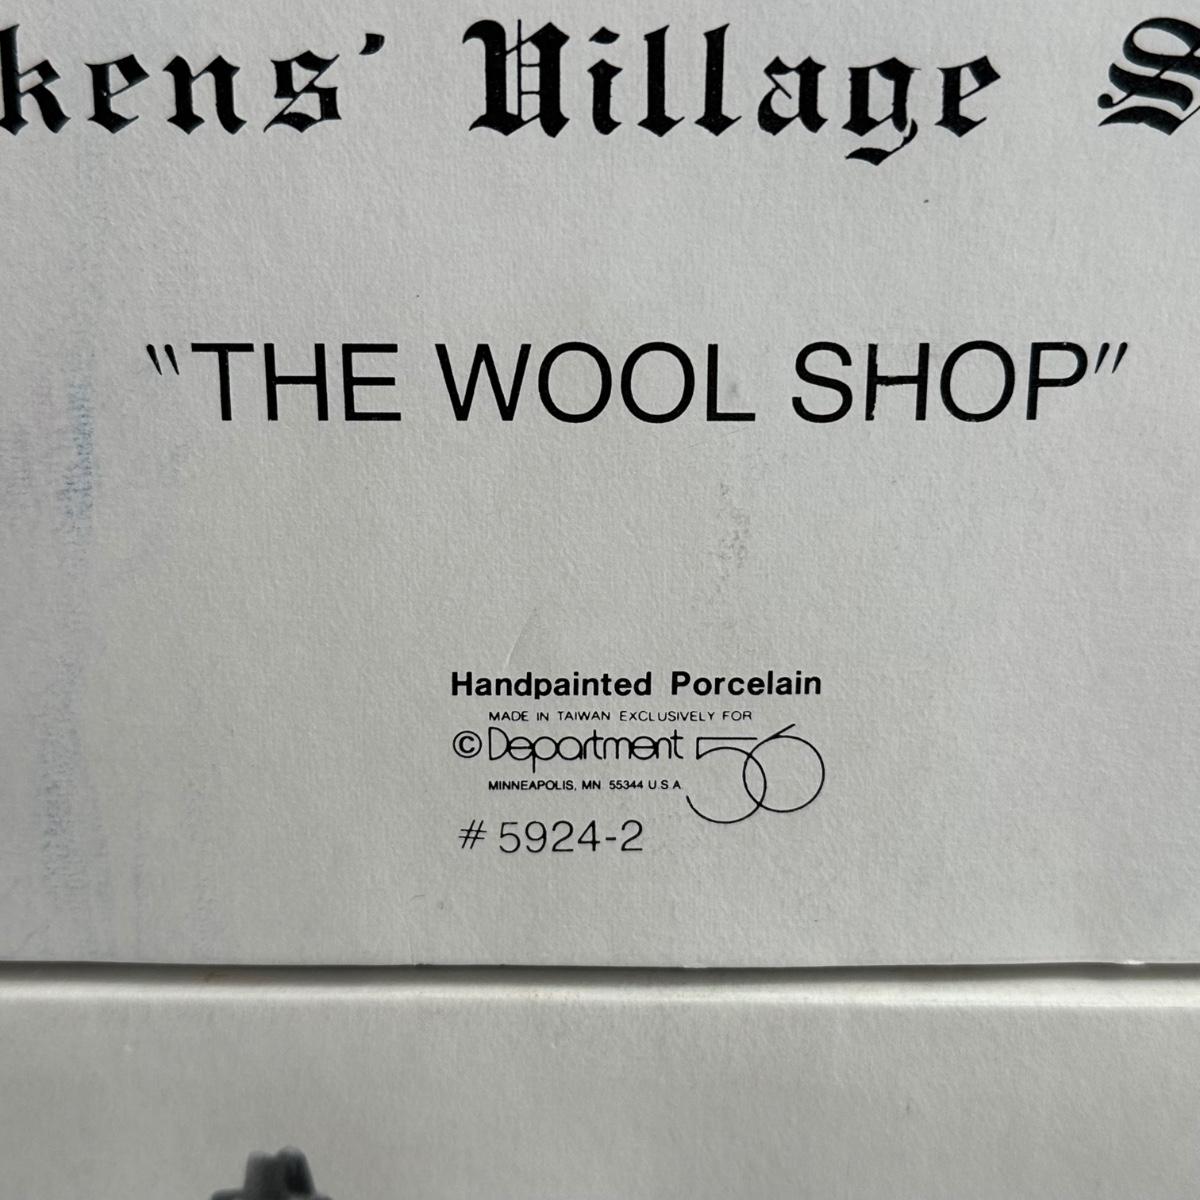 kens' Village S
"THE WOOL SHOP"
Handpainted Porcelain
MADE IN TAIWAN EXCLUSIVELY FOR
© Department 56
MINNEAPOLIS, MN 55344 U.S.A.
# 5924-2